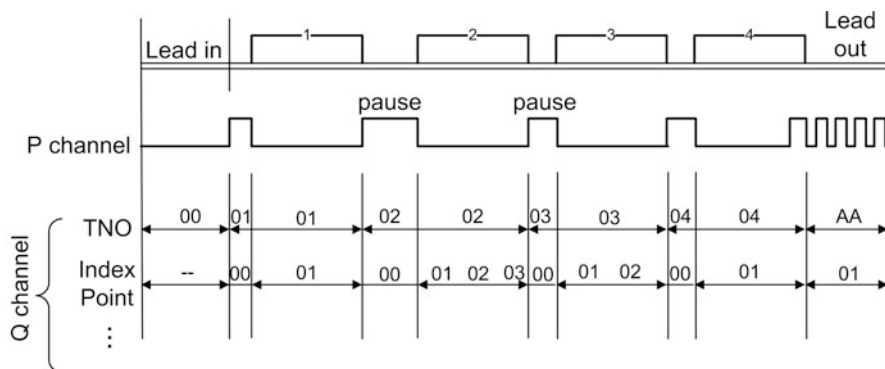 Lead in 1 2 3 4 Lead out
pause pause
P channel
Q channel
TNO 00 01 01 02 02 03 03 04 04 AA
Index Point -- 00 01 00 01 02 03 00 01 02 00 01 01
...